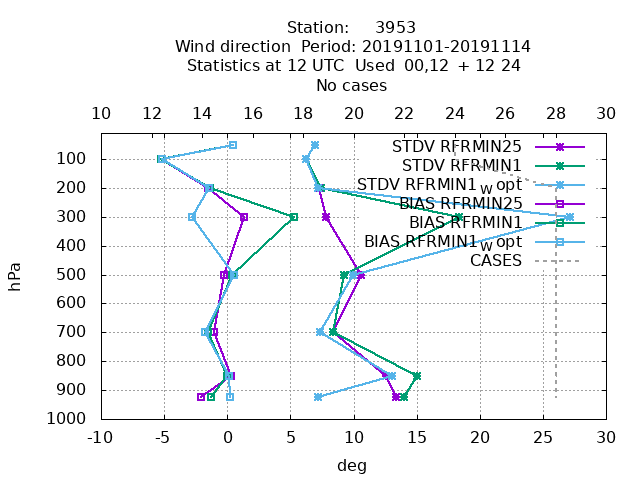 Station: 3953
Wind direction Period: 20191101-20191114
Statistics at 12 UTC Used 00,12 + 12 24
No cases
10 12 14 16 18 20 22 24 26 28 30
STDV RFRMIN25
STDV RFRMIN1
STDV RFRMIN1w opt
BIAS RFRMIN25
BIAS RFRMIN1
BIAS RFRMIN1w opt
CASES
100
200
300
400
500
600
700
800
900
1000
hPa
-10 -5 0 5 10 15 20 25 30
deg